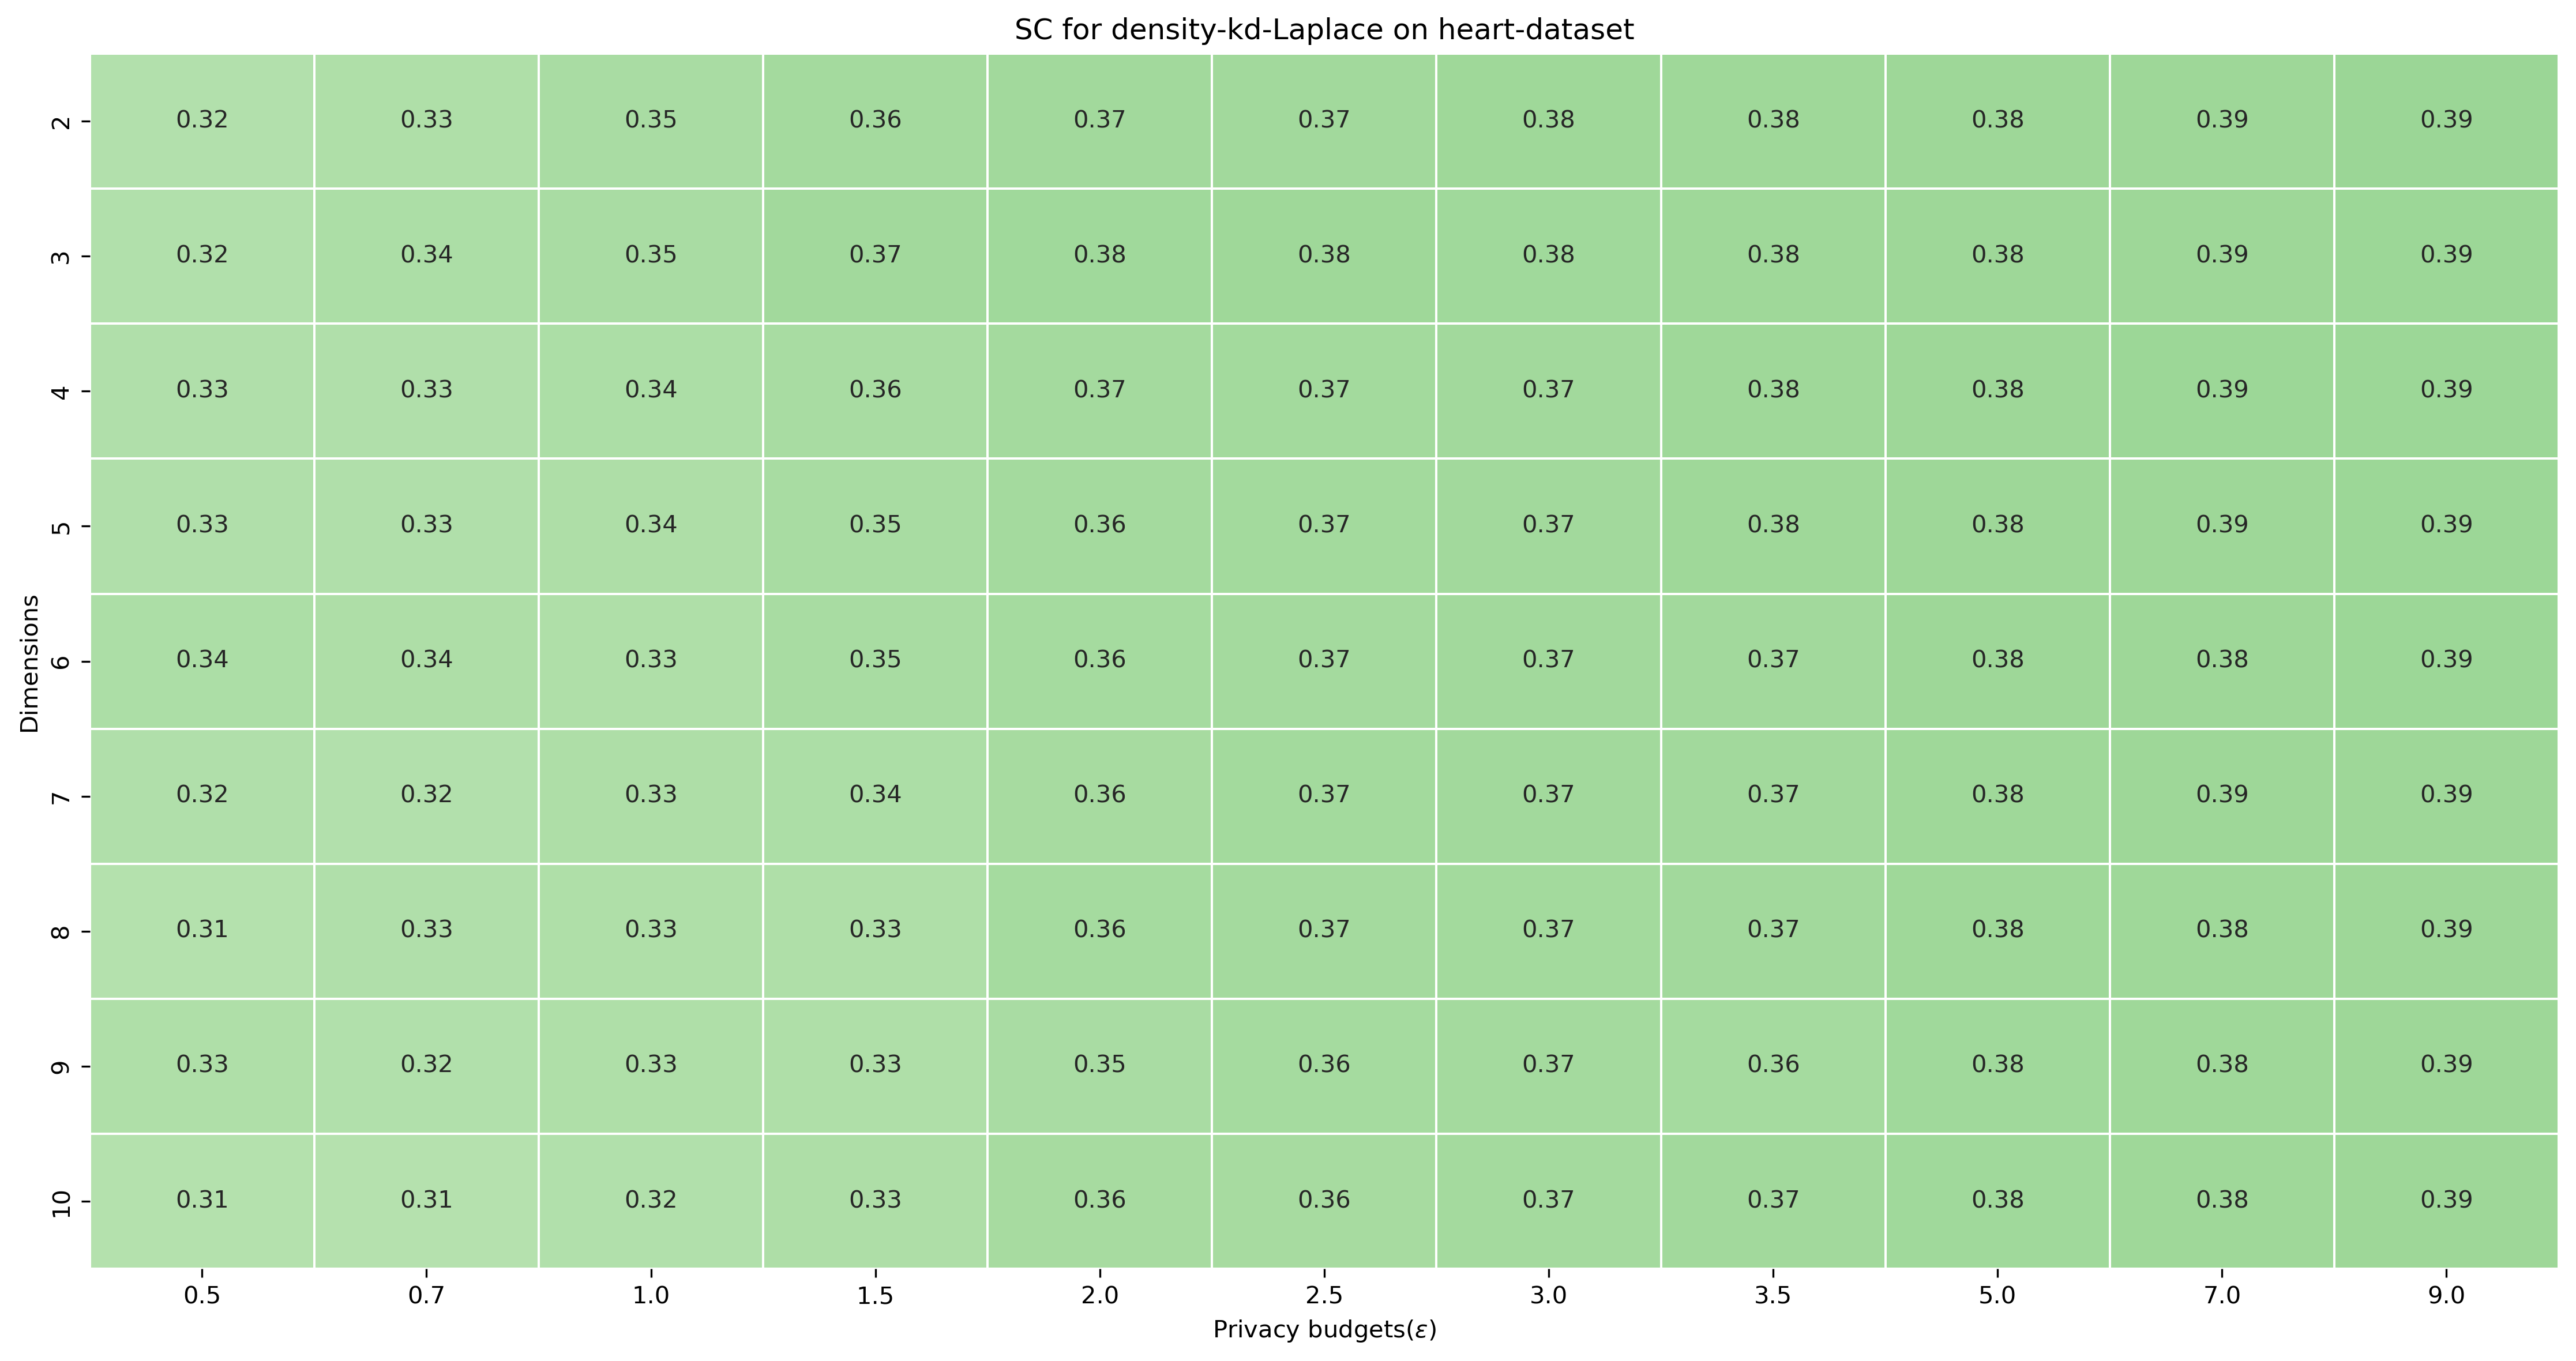 SC for density-kd-Laplace on heart-dataset
2 0.32 0.33 0.35 0.36 0.37 0.37 0.38 0.38 0.38 0.39 0.39
3 0.32 0.34 0.35 0.37 0.38 0.38 0.38 0.38 0.38 0.39 0.39
4 0.33 0.33 0.34 0.36 0.37 0.37 0.37 0.38 0.38 0.39 0.39
5 0.33 0.33 0.34 0.35 0.36 0.37 0.37 0.38 0.38 0.39 0.39
6 0.34 0.34 0.33 0.35 0.36 0.37 0.37 0.37 0.38 0.38 0.39
7 0.32 0.32 0.33 0.34 0.36 0.37 0.37 0.37 0.38 0.39 0.39
8 0.31 0.33 0.33 0.33 0.36 0.37 0.37 0.37 0.38 0.38 0.39
9 0.33 0.32 0.33 0.33 0.35 0.36 0.37 0.36 0.38 0.38 0.39
10 0.31 0.31 0.32 0.33 0.36 0.36 0.37 0.37 0.38 0.38 0.39
0.5 0.7 1.0 1.5 2.0 2.5 3.0 3.5 5.0 7.0 9.0
Privacy budgets(ε)
Dimensions